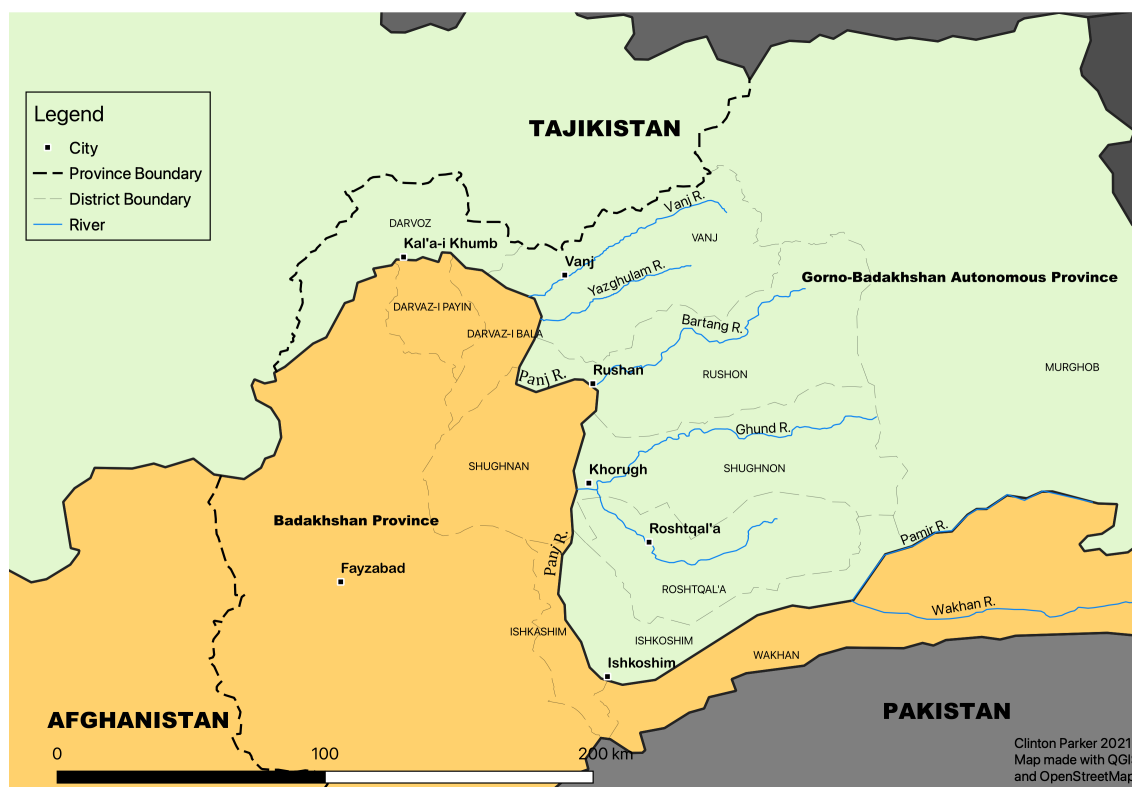 Legend
City
Province Boundary
District Boundary
River
TAJIKISTAN
DARVOZ
Kal'a-i Khumb
Vanj R.
VANJ
Vanj
Yazghulam R.
Gorno-Badakhshan Autonomous Province
DARVAZ-I PAYIN
DARVAZ-I BALA
Bartang R.
Panj R.
Rushan
RUSHON
MURGHOB
Ghund R.
SHUGHNAN
Khorugh
SHUGHNON
Badakhshan Province
Roshtqal'a
Pamir R.
Panj R.
Fayzabad
ROSHTQAL'A
Wakhan R.
ISHKASHIM
ISHKOSHIM
WAKHAN
Ishkoshim
AFGHANISTAN
PAKISTAN
0
100
200 km
Clinton Parker 2021
Map made with QGI
and OpenStreetMap